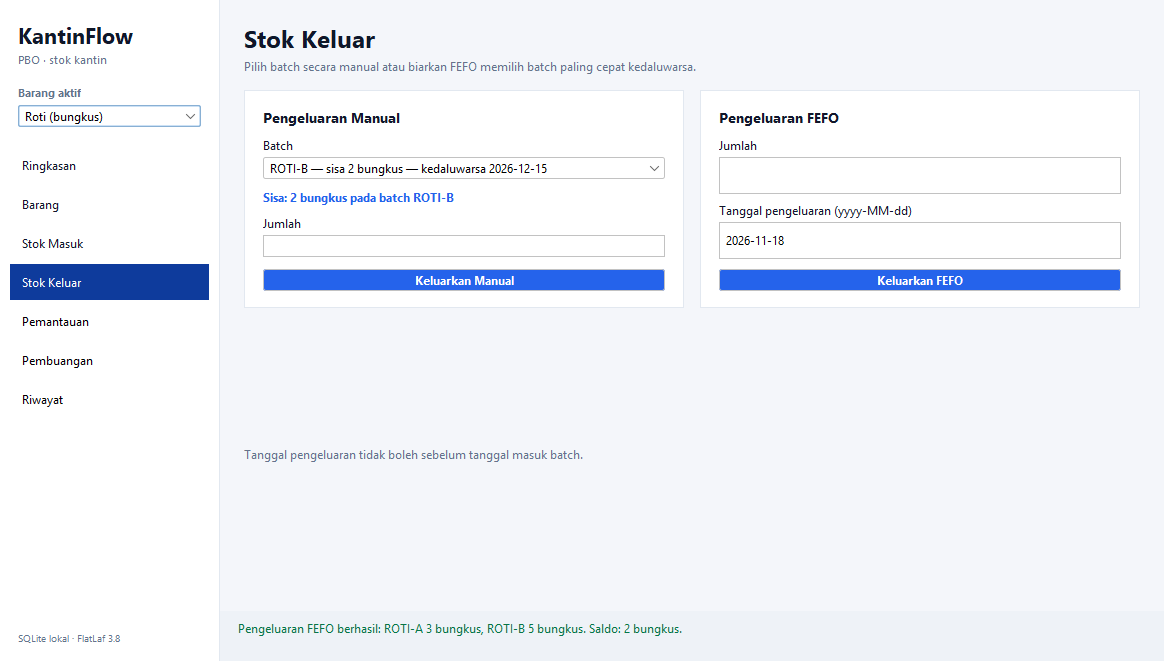 KantinFlow
PBO · stok kantin
Barang aktif
Roti (bungkus)
Ringkasan
Barang
Stok Masuk
Stok Keluar
Pemantauan
Pembuangan
Riwayat
SQLite lokal · FlatLaf 3.8
Stok Keluar
Pilih batch secara manual atau biarkan FEFO memilih batch paling cepat kedaluwarsa.
Pengeluaran Manual
Batch
ROTI-B — sisa 2 bungkus — kedaluwarsa 2026-12-15
Sisa: 2 bungkus pada batch ROTI-B
Jumlah
Keluarkan Manual
Pengeluaran FEFO
Jumlah
Tanggal pengeluaran (yyyy-MM-dd)
2026-11-18
Keluarkan FEFO
Tanggal pengeluaran tidak boleh sebelum tanggal masuk batch.
Pengeluaran FEFO berhasil: ROTI-A 3 bungkus, ROTI-B 5 bungkus. Saldo: 2 bungkus.